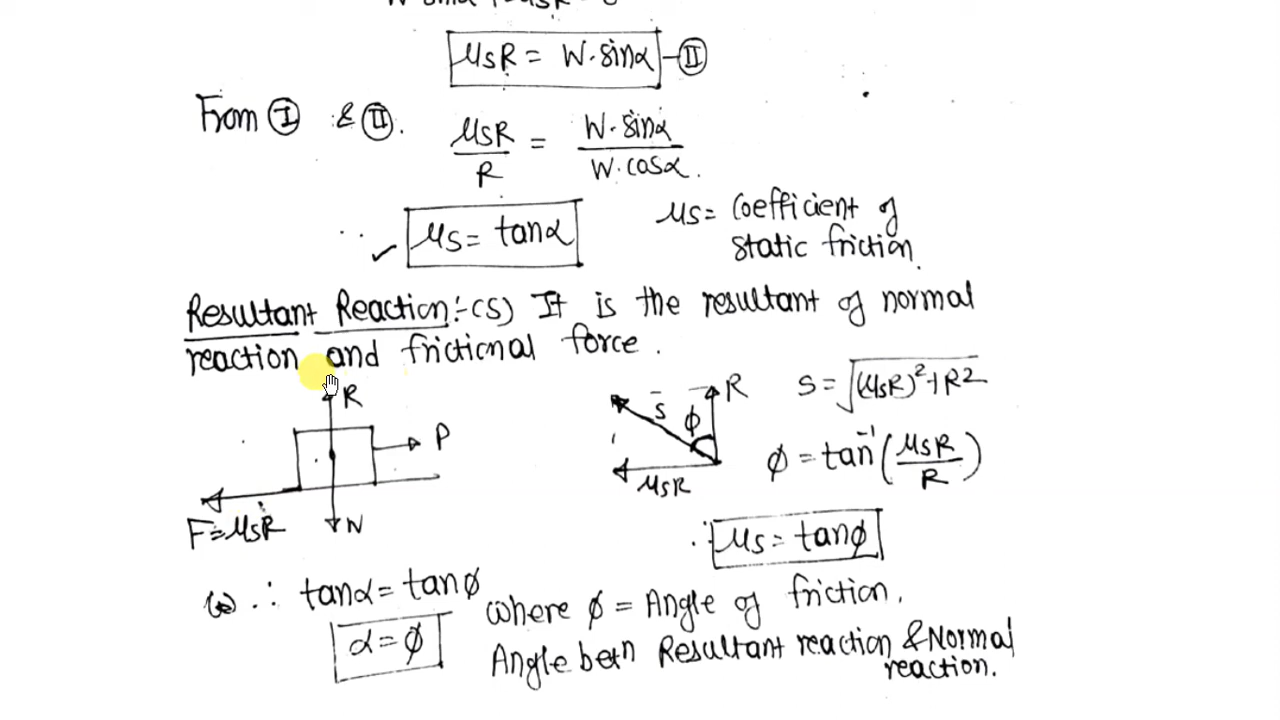 μsR = W·sinα —(II)
From (I) & (II).
μsR / R = W·sinα / W·cosα.
∴ μs = tanα
μs = Coefficient of
static friction.
Resultant Reaction:-(S) It is the resultant of normal
reaction and frictional force.
R
P
F=μsR
N
S
R
φ
μsR
S = √(μsR)²+R2
φ = tan⁻¹(μsR/R)
∴ μs = tanφ
∴ tanα = tanφ
α = φ
where φ = Angle of friction.
Angle betn Resultant reaction & Normal
reaction.